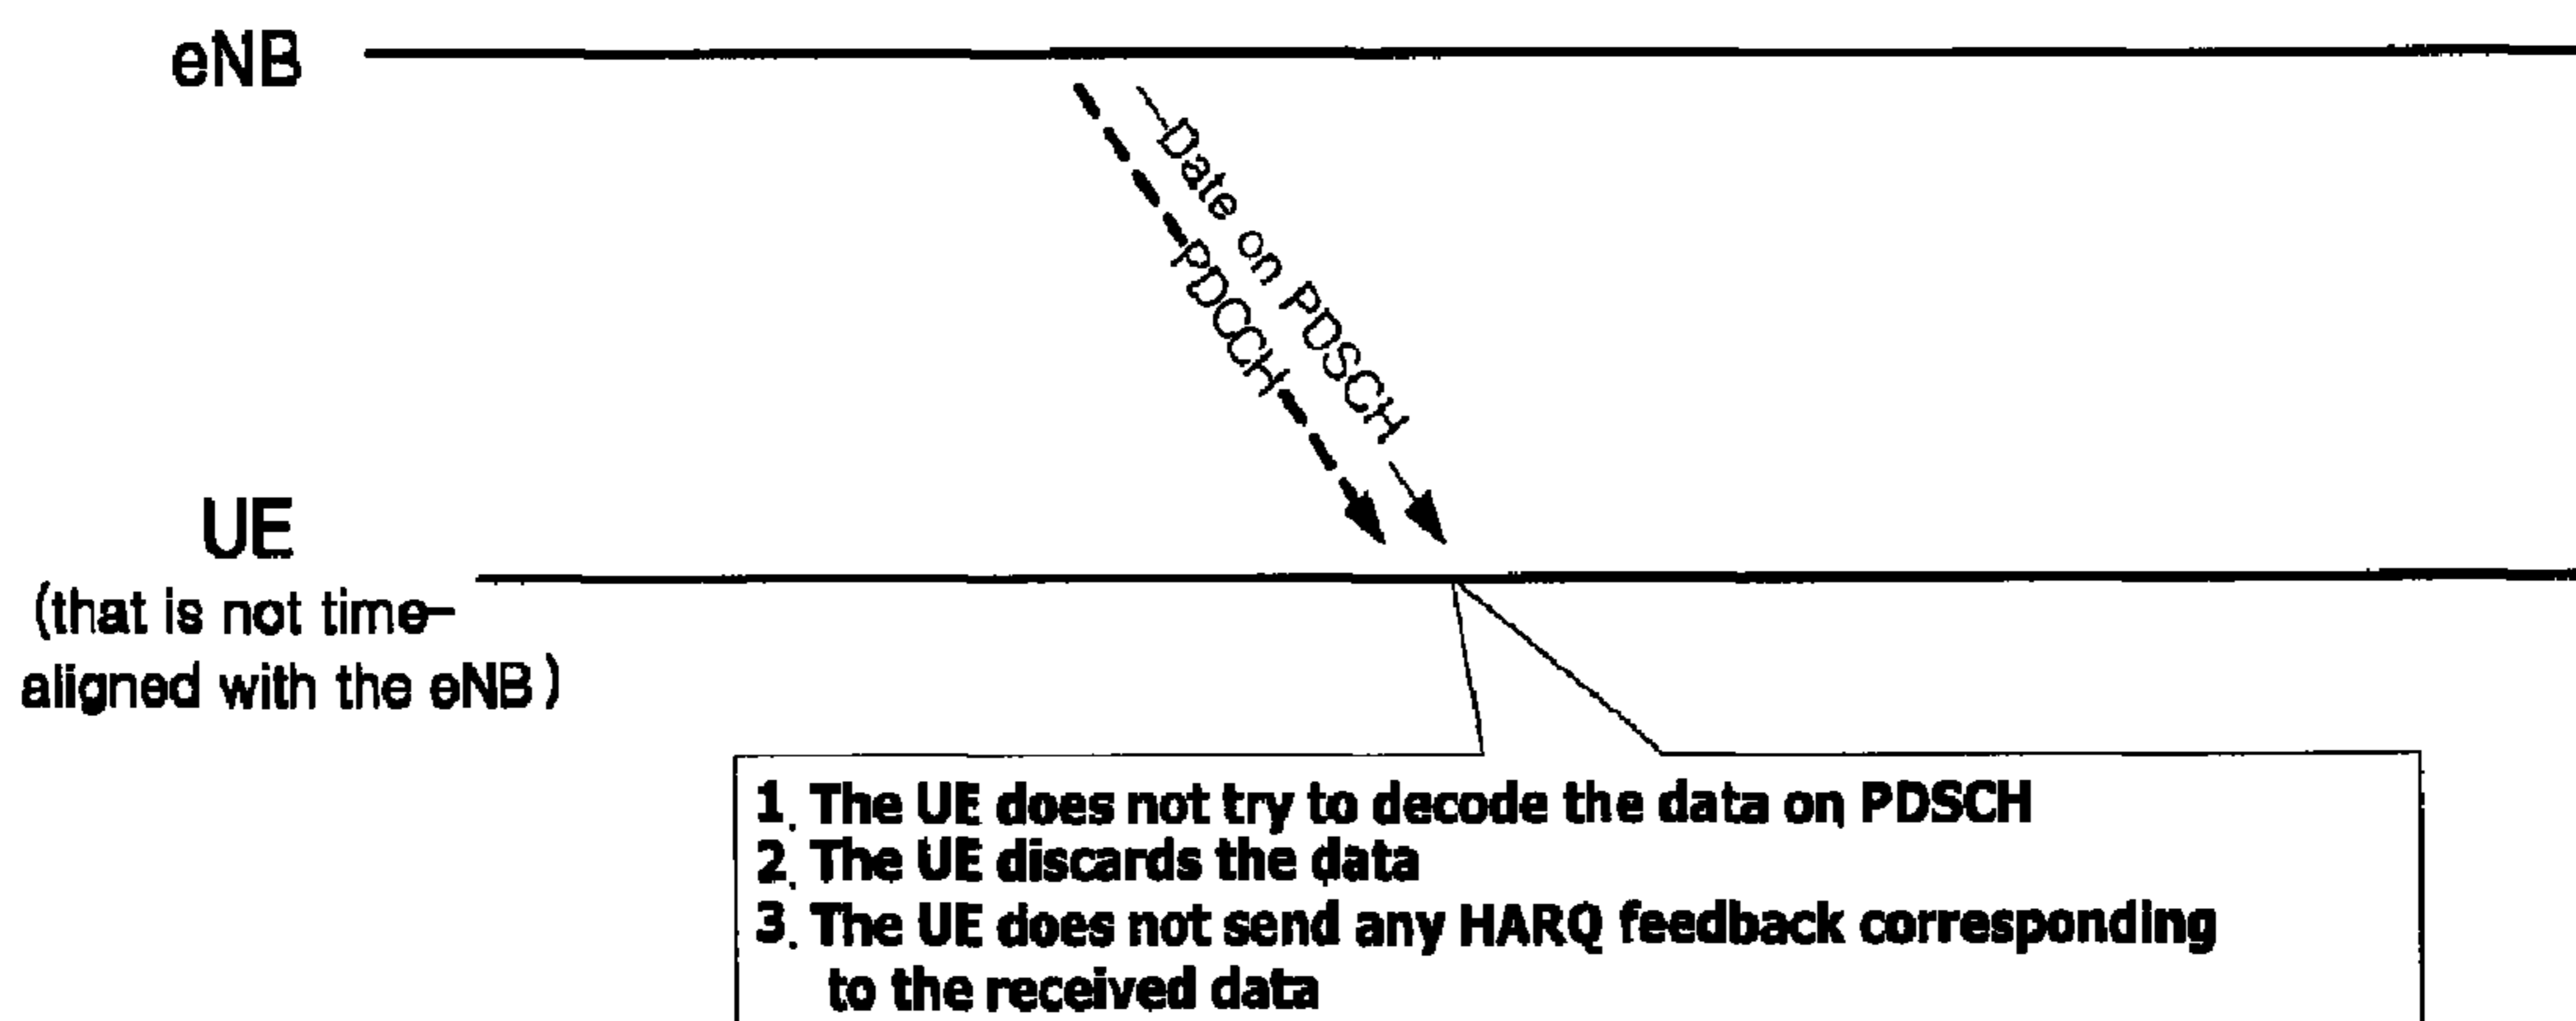 eNB
Date on PDSCH
PDCCH
UE
(that is not time-
aligned with the eNB)
1. The UE does not try to decode the data on PDSCH
2. The UE discards the data
3. The UE does not send any HARQ feedback corresponding
to the received data